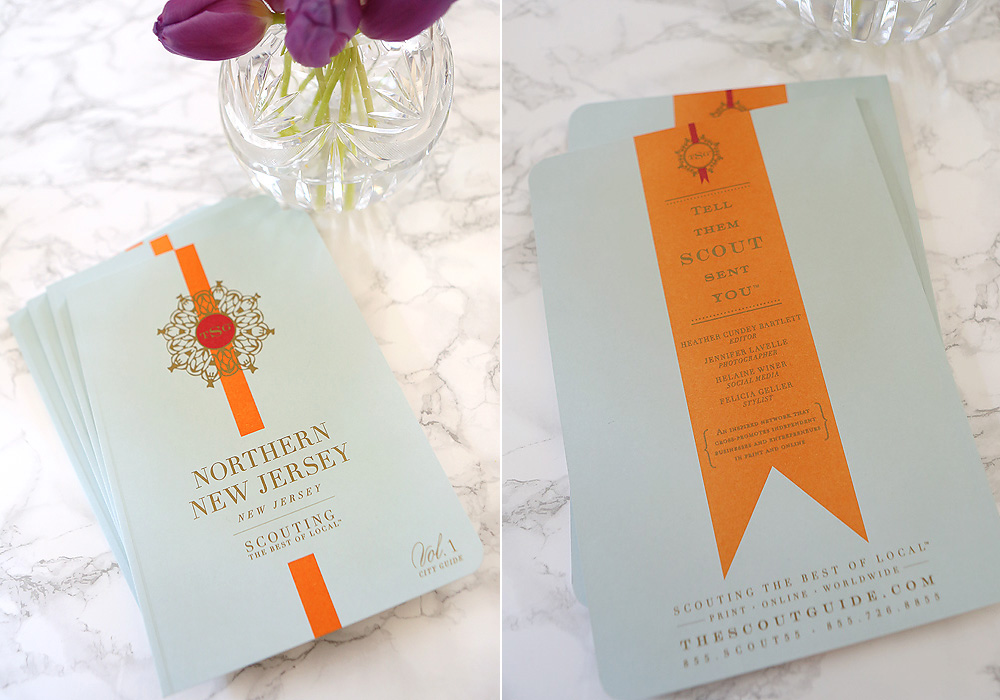 TSG
NORTHERN
NEW JERSEY
NEW JERSEY
SCOUTING
THE BEST OF LOCAL™
Vol. 1
CITY GUIDE
TSG
TELL
THEM
SCOUT
SENT
YOU™
HEATHER CUNDEY BARTLETT
EDITOR
JENNIFER LAVELLE
PHOTOGRAPHER
BELAINE WINER
SOCIAL MEDIA
FELICIA GELLER
STYLIST
AN INSPIRED NETWORK THAT
CROSS-PROMOTES INDEPENDENT
BUSINESSES AND ENTREPRENEURS
IN PRINT AND ONLINE
SCOUTING THE BEST OF LOCAL™
PRINT · ONLINE · WORLDWIDE
THESCOUTGUIDE.COM
855.SCOUT55 · 855.726.8855